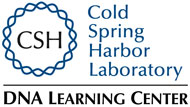 CSH
Cold
Spring
Harbor
Laboratory
DNA LEARNING CENTER